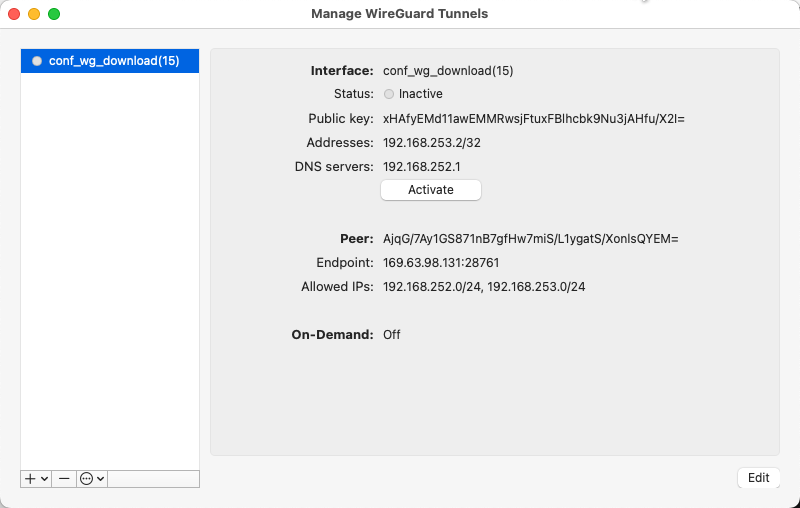 Manage WireGuard Tunnels
conf_wg_download(15)
Interface: conf_wg_download(15)
Status: Inactive
Public key: xHAfyEMd11awEMMRwsjFtuxFBlhcbk9Nu3jAHfu/X2I=
Addresses: 192.168.253.2/32
DNS servers: 192.168.252.1
Activate
Peer: AjqG/7Ay1GS871nB7gfHw7miS/L1ygatS/XonlsQYEM=
Endpoint: 169.63.98.131:28761
Allowed IPs: 192.168.252.0/24, 192.168.253.0/24
On-Demand: Off
Edit